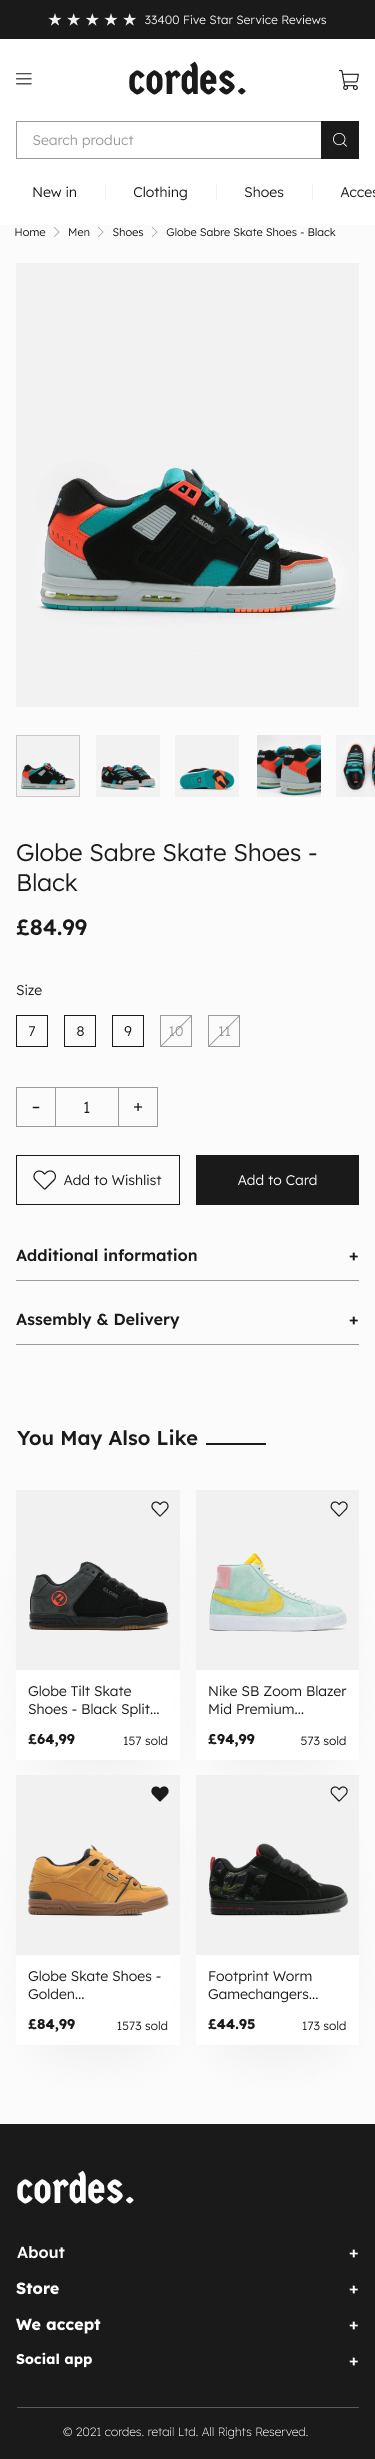 33400 Five Star Service Reviews
cordes.
Search product
New in
Clothing
Shoes
Acces
Home
Men
Shoes
Globe Sabre Skate Shoes - Black
GLOBE
Globe Sabre Skate Shoes -
Black
£84.99
Size
7 8 9 10 11
- 1 +
Add to Wishlist
Add to Card
Additional information +
Assembly & Delivery +
You May Also Like
Globe Tilt Skate
Shoes - Black Split...
£64,99 157 sold
Nike SB Zoom Blazer
Mid Premium...
£94,99 573 sold
Globe Skate Shoes -
Golden...
£84,99 1573 sold
Footprint Worm
Gamechangers...
£44.95 173 sold
cordes.
About +
Store +
We accept +
Social app +
© 2021 cordes. retail Ltd. All Rights Reserved.